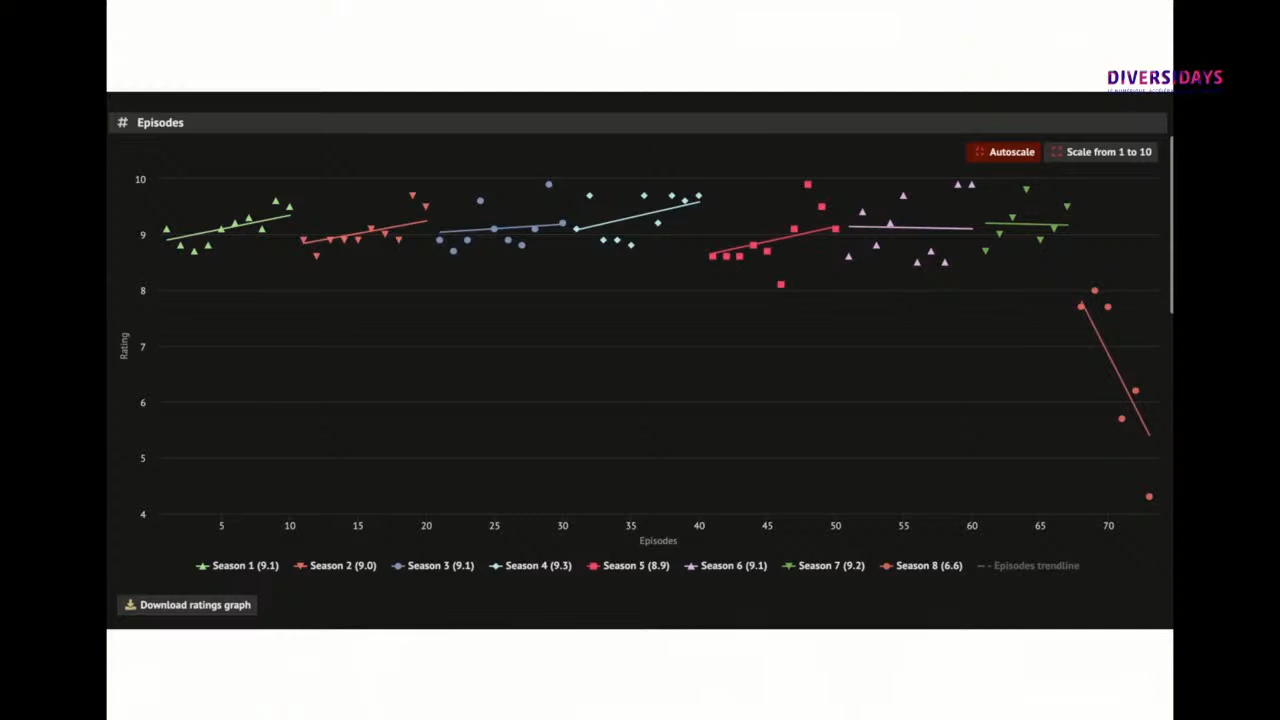 DIVERSIDAYS
# Episodes
Autoscale
Scale from 1 to 10
10
9
8
7
6
5
4
Rating
5 10 15 20 25 30 35 40 45 50 55 60 65 70
Episodes
Season 1 (9.1) Season 2 (9.0) Season 3 (9.1) Season 4 (9.3) Season 5 (8.9) Season 6 (9.1) Season 7 (9.2) Season 8 (6.6) Episodes trendline
Download ratings graph